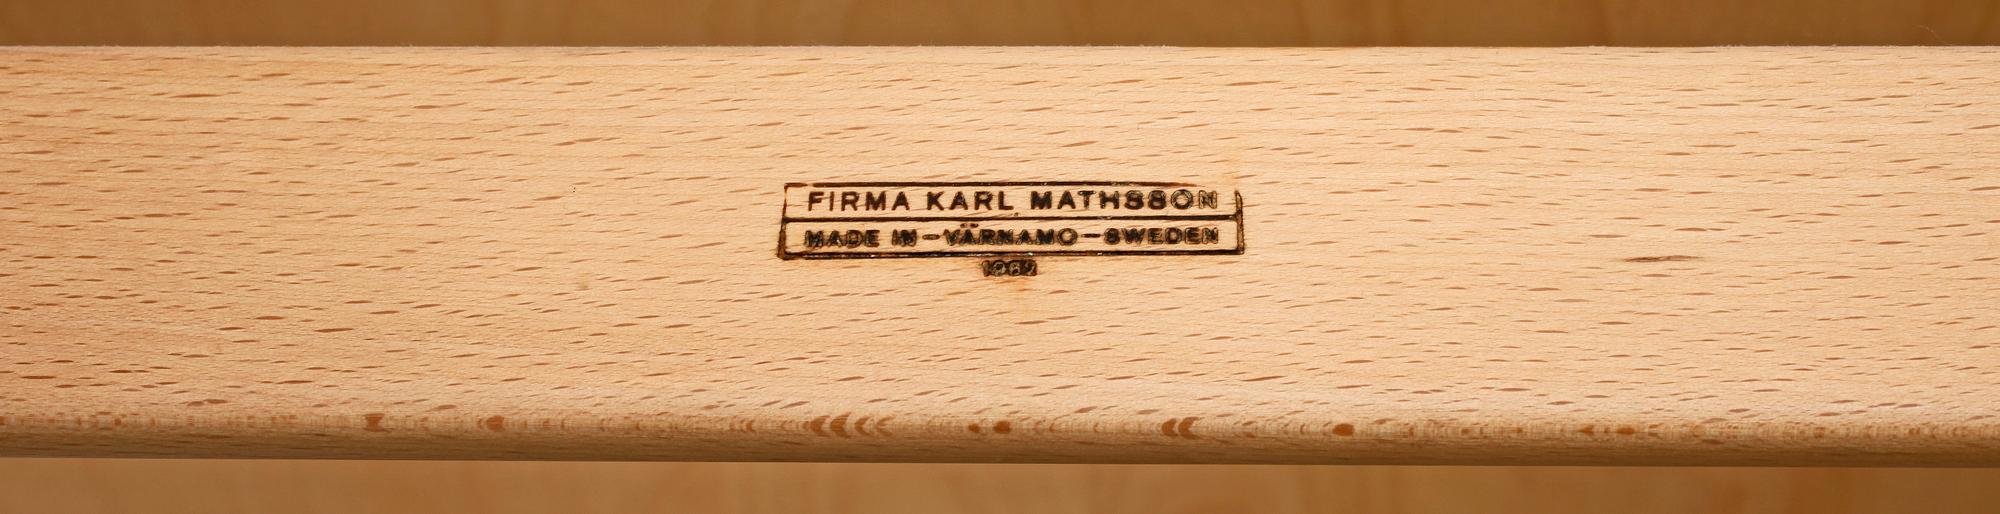 FIRMA KARL MATHSSON
MADE IN-VÄRNAMO-SWEDEN